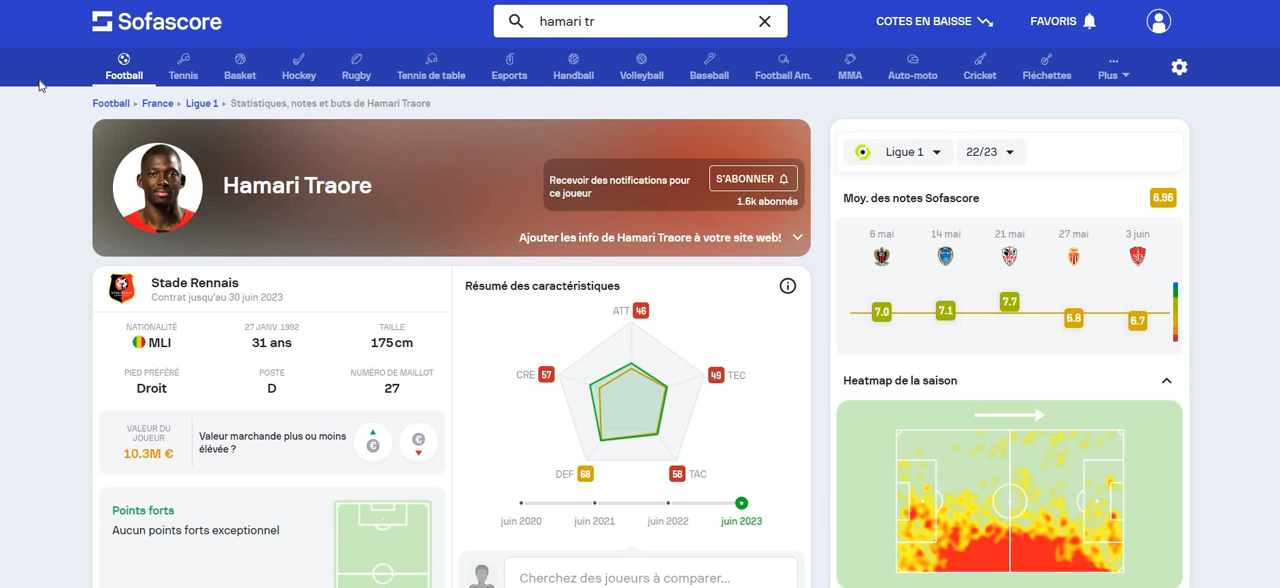 Sofascore
hamari tr
COTES EN BAISSE
FAVORIS
Football
Tennis
Basket
Hockey
Rugby
Tennis de table
Esports
Handball
Volleyball
Baseball
Football Am.
MMA
Auto-moto
Cricket
Fléchettes
Plus
Football ▸ France ▸ Ligue 1 ▸ Statistiques, notes et buts de Hamari Traore
Hamari Traore
Recevoir des notifications pour
ce joueur
S'ABONNER
1.6k abonnés
Ajouter les info de Hamari Traore à votre site web!
Stade Rennais
Contrat jusqu'au 30 juin 2023
NATIONALITÉ
MLI
27 JANV. 1992
31 ans
TAILLE
175 cm
PIED PRÉFÉRÉ
Droit
POSTE
D
NUMÉRO DE MAILLOT
27
VALEUR DU
JOUEUR
10.3M €
Valeur marchande plus ou moins
élévée ?
€
€
Points forts
Aucun points forts exceptionnel
Résumé des caractéristiques
ATT 46
CRE 57
49 TEC
DEF 68
58 TAC
juin 2020
juin 2021
juin 2022
juin 2023
Cherchez des joueurs à comparer...
Ligue 1
22/23
Moy. des notes Sofascore
6.96
6 mai
14 mai
21 mai
27 mai
3 juin
7.0
7.1
7.7
6.8
6.7
Heatmap de la saison